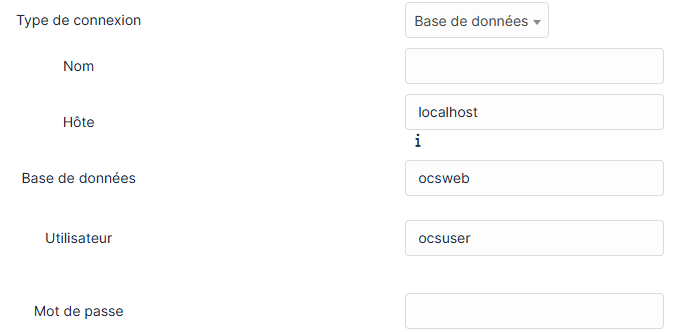 Type de connexion Base de données
Nom
Hôte localhost
i
Base de données ocsweb
Utilisateur ocsuser
Mot de passe